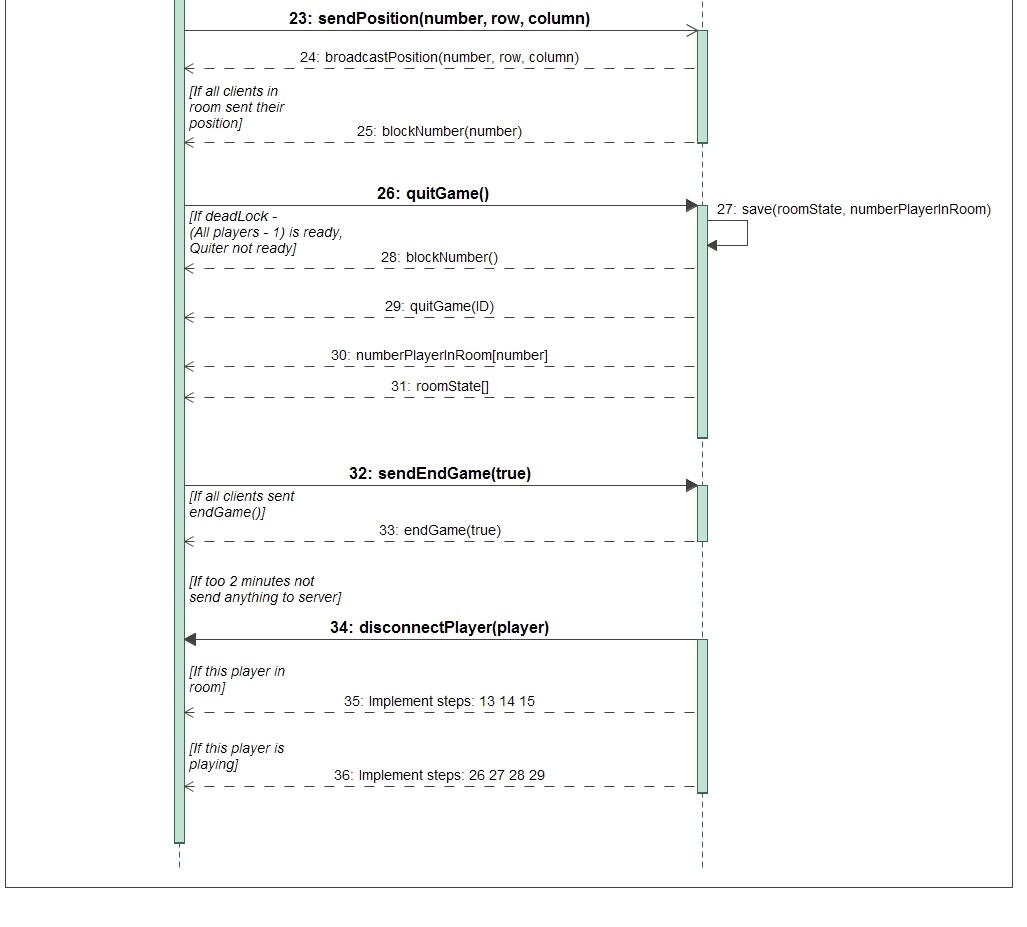 23: sendPosition(number, row, column)
24: broadcastPosition(number, row, column)
[If all clients in
room sent their
position]
25: blockNumber(number)
26: quitGame()
27: save(roomState, numberPlayerInRoom)
[If deadLock -
(All players - 1) is ready,
Quiter not ready]
28: blockNumber()
29: quitGame(ID)
30: numberPlayerInRoom[number]
31: roomState[]
32: sendEndGame(true)
[If all clients sent
endGame()]
33: endGame(true)
[If too 2 minutes not
send anything to server]
34: disconnectPlayer(player)
[If this player in
room]
35: Implement steps: 13 14 15
[If this player is
playing]
36: Implement steps: 26 27 28 29